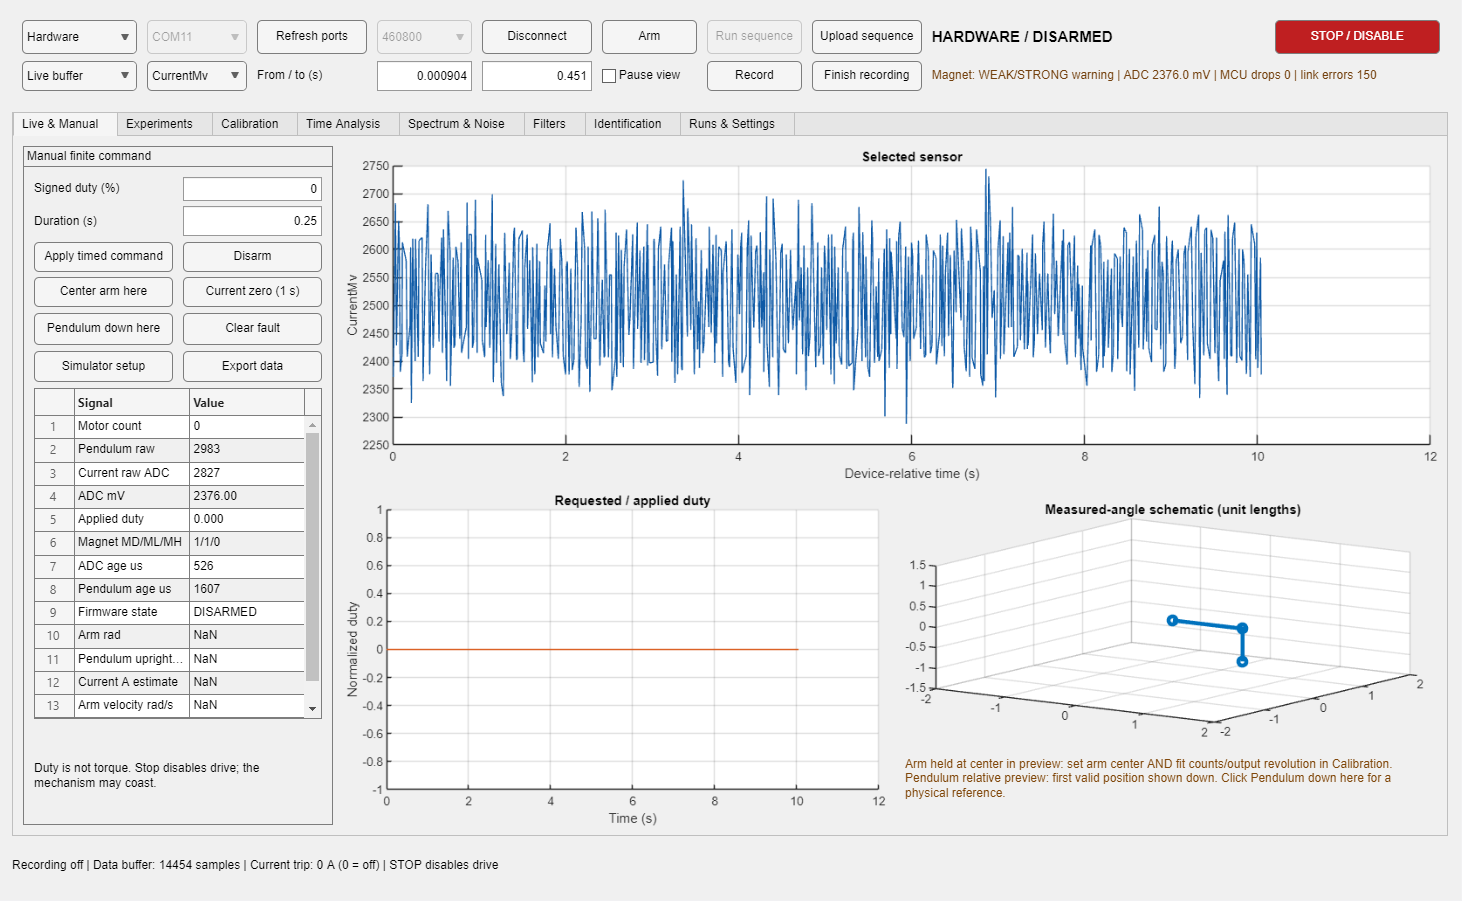 Hardware COM11 Refresh ports 460800 Disconnect Arm Run sequence Upload sequence HARDWARE / DISARMED STOP / DISABLE
Live buffer CurrentMv From / to (s) 0.000904 0.451 Pause view Record Finish recording Magnet: WEAK/STRONG warning | ADC 2376.0 mV | MCU drops 0 | link errors 150
Live & Manual Experiments Calibration Time Analysis Spectrum & Noise Filters Identification Runs & Settings
Manual finite command
Signed duty (%) 0
Duration (s) 0.25
Apply timed command Disarm
Center arm here Current zero (1 s)
Pendulum down here Clear fault
Simulator setup Export data
Signal Value
1 Motor count 0
2 Pendulum raw 2983
3 Current raw ADC 2827
4 ADC mV 2376.00
5 Applied duty 0.000
6 Magnet MD/ML/MH 1/1/0
7 ADC age us 526
8 Pendulum age us 1607
9 Firmware state DISARMED
10 Arm rad NaN
11 Pendulum upright... NaN
12 Current A estimate NaN
13 Arm velocity rad/s NaN
Duty is not torque. Stop disables drive; the
mechanism may coast.
Selected sensor
CurrentMv
2750
2700
2650
2600
2550
2500
2450
2400
2350
2300
2250
0 2 4 6 8 10 12
Device-relative time (s)
Requested / applied duty
Normalized duty
1
0.8
0.6
0.4
0.2
0
-0.2
-0.4
-0.6
-0.8
-1
0 2 4 6 8 10 12
Time (s)
Measured-angle schematic (unit lengths)
1.5
1
0.5
0
-0.5
-1
-1.5
-2 -1 0 1 2
-2 -1 0 1 2
Arm held at center in preview: set arm center AND fit counts/output revolution in Calibration.
Pendulum relative preview: first valid position shown down. Click Pendulum down here for a
physical reference.
Recording off | Data buffer: 14454 samples | Current trip: 0 A (0 = off) | STOP disables drive